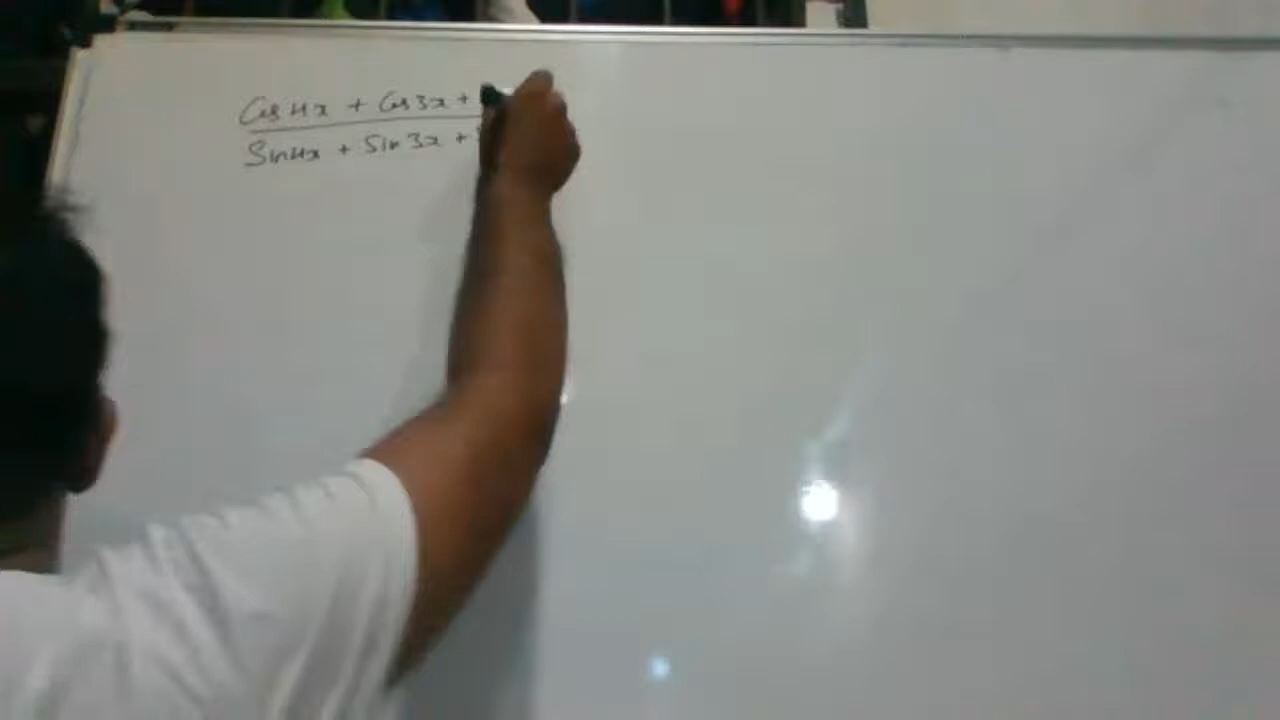 Cos 4x + Cos 3x +
Sin 4x + Sin 3x +